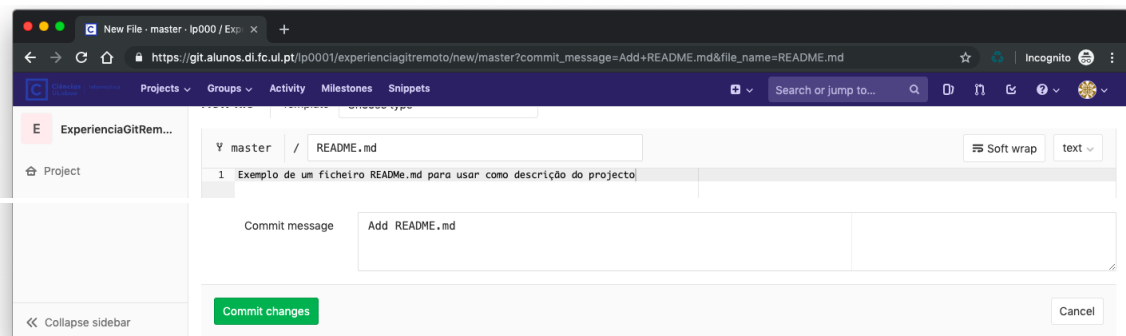 New File · master · lp000 / Exp
Incognito
https://git.alunos.di.fc.ul.pt/lp0001/experienciagitremoto/new/master?commit_message=Add+README.md&file_name=README.md
Projects Groups Activity Milestones Snippets Search or jump to...
E ExperienciaGitRem...
Project
master / README.md Soft wrap text
1 Exemplo de um ficheiro READMe.md para usar como descrição do projecto
Commit message Add README.md
Commit changes Cancel
Collapse sidebar